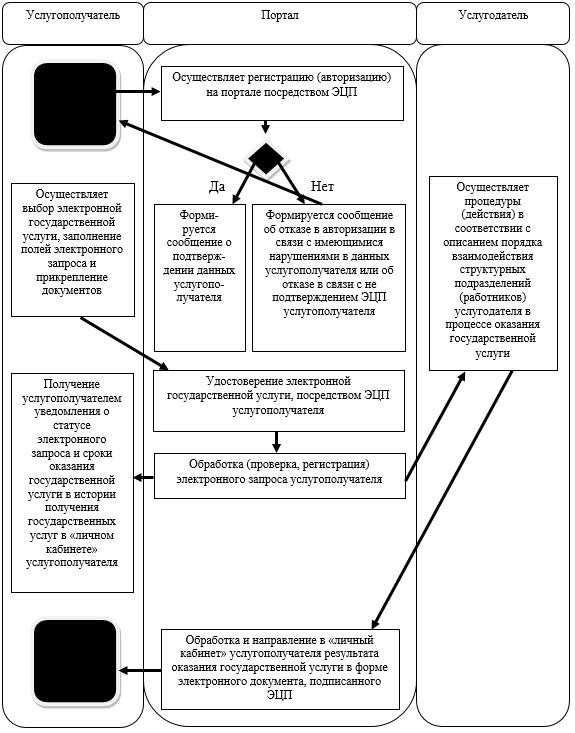 Услугополучатель
Портал
Услугодатель
Осуществляет регистрацию (авторизацию)
на портале посредством ЭЦП
Да
Нет
Осуществляет
выбор электронной
государственной
услуги, заполнение
полей электронного
запроса и
прикрепление
документов
Форми-
руется
сообщение о
подтверж-
дении данных
услугопо-
лучателя
Формируется сообщение
об отказе в авторизации в
связи с имеющимися
нарушениями в данных
услугополучателя или об
отказе в связи с не
подтверждением ЭЦП
услугополучателя
Осуществляет
процедуры
(действия) в
соответствии с
описанием порядка
взаимодействия
структурных
подразделений
(работников)
услугодателя в
процессе оказания
государственной
услуги
Удостоверение электронной
государственной услуги, посредством ЭЦП
услугополучателя
Получение
услугополучателем
уведомления о
статусе
электронного
запроса и сроки
оказания
государственной
услуги в истории
получения
государственных
услуг в «личном
кабинете»
услугополучателя
Обработка (проверка, регистрация)
электронного запроса услугополучателя
Обработка и направление в «личный
кабинет» услугополучателя результата
оказания государственной услуги в форме
электронного документа, подписанного
ЭЦП